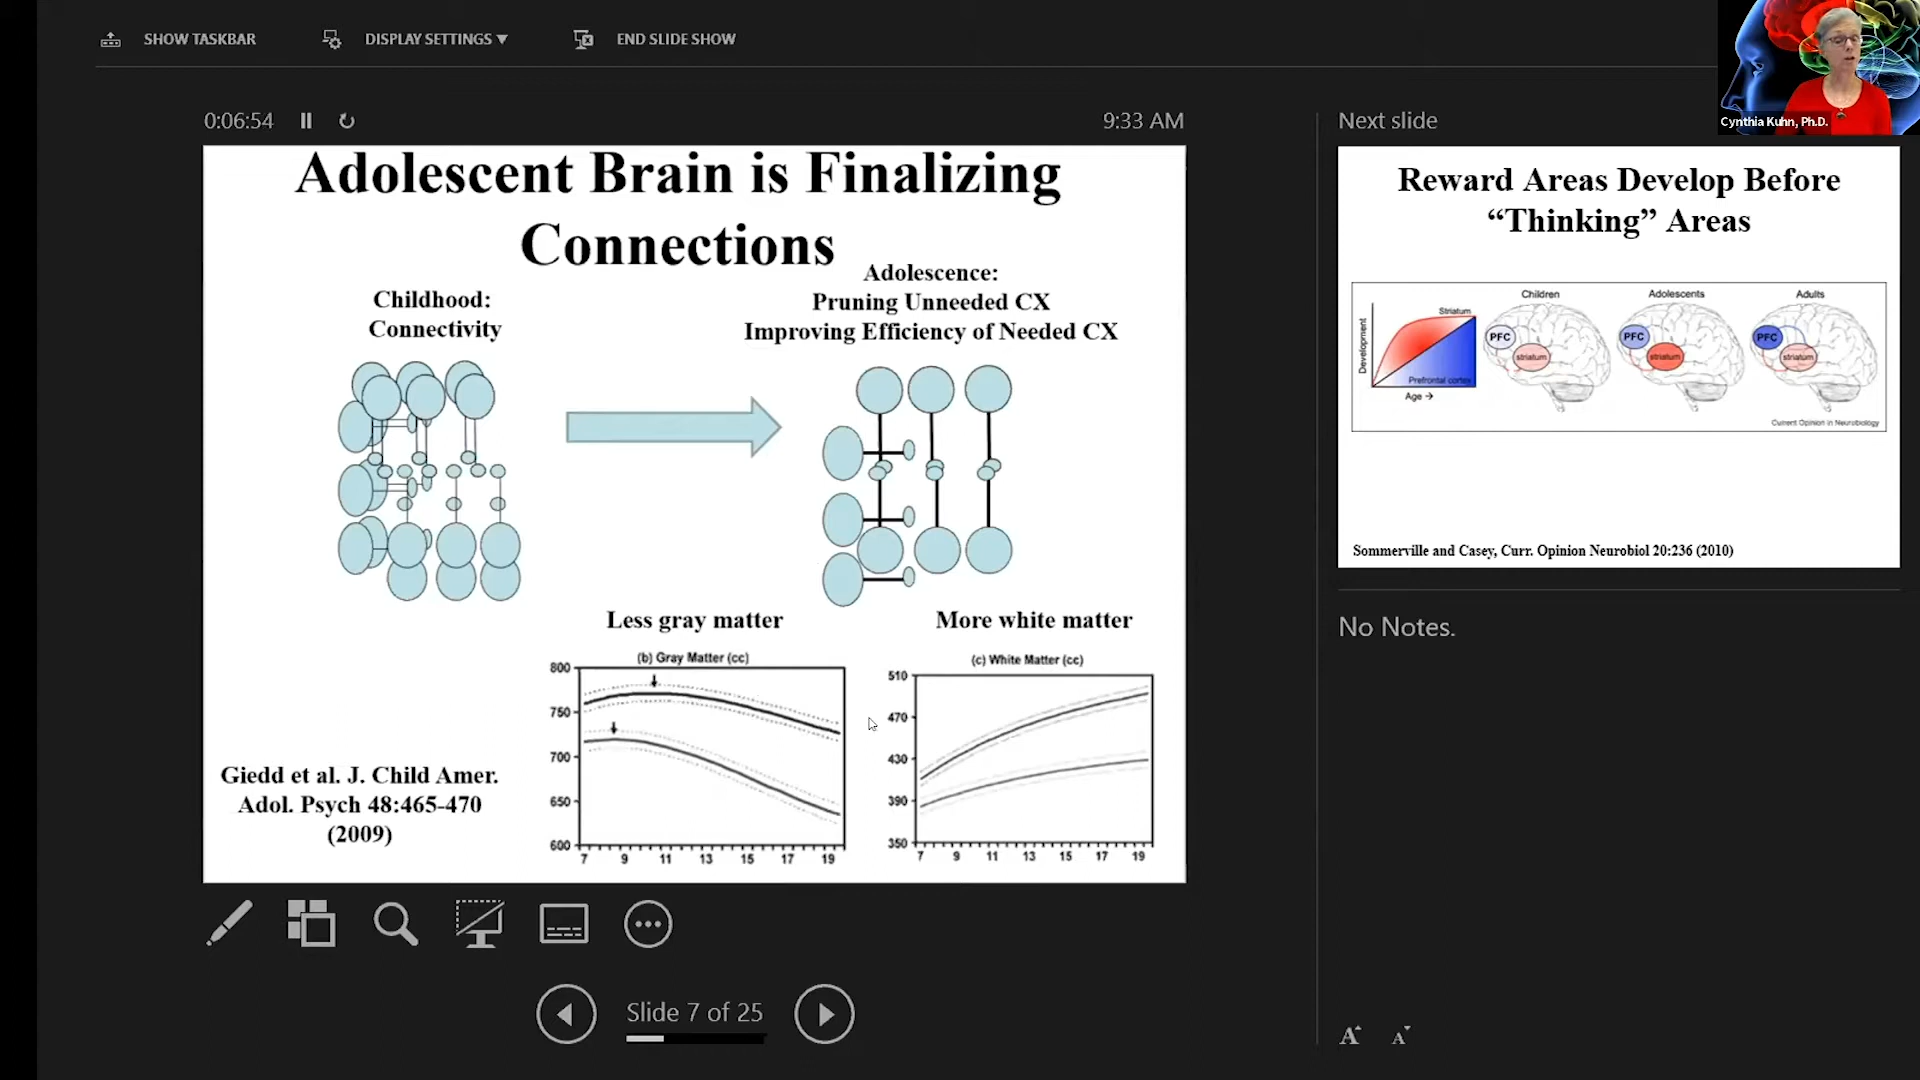 SHOW TASKBAR
DISPLAY SETTINGS ▼
END SLIDE SHOW
Cynthia Kuhn, Ph.D.
0:06:54
9:33 AM
Adolescent Brain is Finalizing
Connections
Childhood:
Connectivity
Adolescence:
Pruning Unneeded CX
Improving Efficiency of Needed CX
Less gray matter
More white matter
(b) Gray Matter (cc)
800
750
700
650
600
7 9 11 13 15 17 19
(c) White Matter (cc)
510
470
430
390
350
7 9 11 13 15 17 19
Giedd et al. J. Child Amer.
Adol. Psych 48:465-470
(2009)
Slide 7 of 25
Next slide
Reward Areas Develop Before
“Thinking” Areas
Development
Striatum
Prefrontal cortex
Age →
Children
PFC
striatum
Adolescents
PFC
striatum
Adults
PFC
striatum
Current Opinion in Neurobiology
Sommerville and Casey, Curr. Opinion Neurobiol 20:236 (2010)
No Notes.
A A